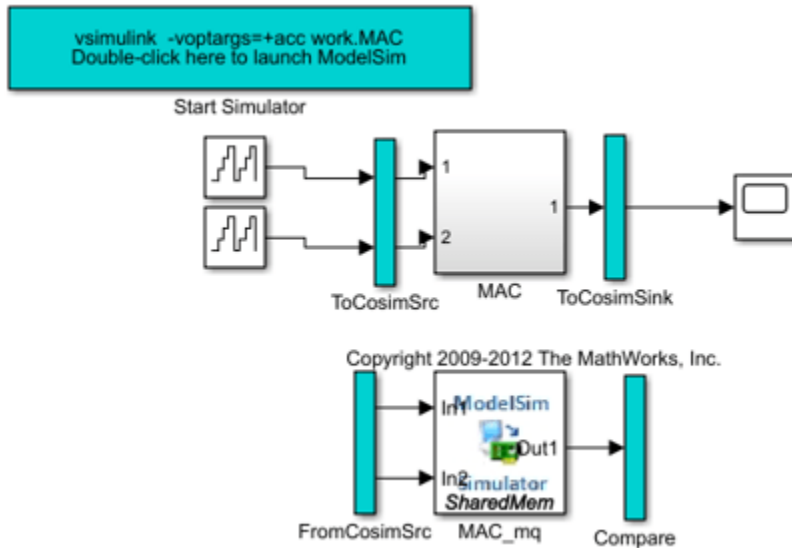 vsimulink -voptargs=+acc work.MAC
Double-click here to launch ModelSim
Start Simulator
1
1
2
ToCosimSrc
MAC
ToCosimSink
Copyright 2009-2012 The MathWorks, Inc.
ModelSim
In1
Out1
In2
Simulator
SharedMem
FromCosimSrc
MAC_mq
Compare